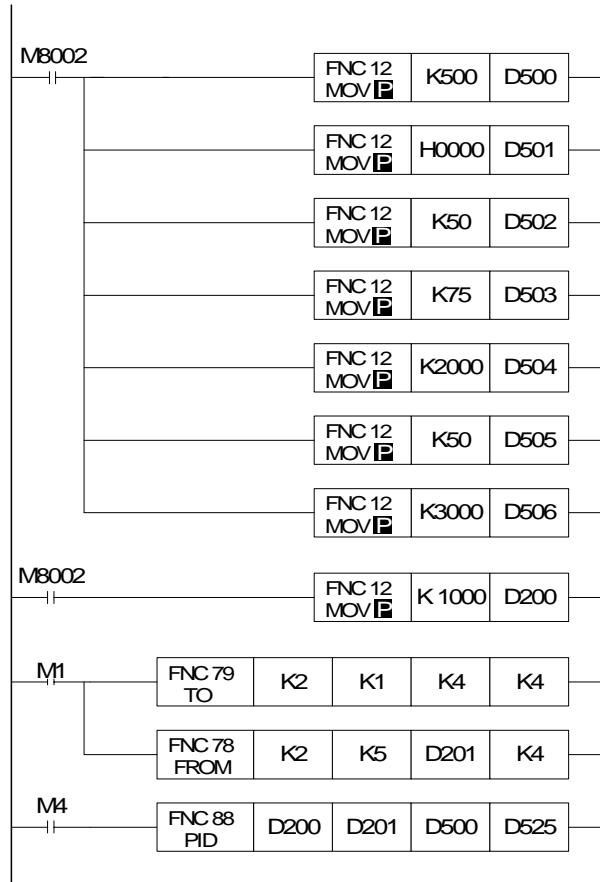 M8002
FNC 12 MOV P K500 D500
FNC 12 MOV P H0000 D501
FNC 12 MOV P K50 D502
FNC 12 MOV P K75 D503
FNC 12 MOV P K2000 D504
FNC 12 MOV P K50 D505
FNC 12 MOV P K3000 D506
M8002
FNC 12 MOV P K 1000 D200
M1
FNC 79 TO K2 K1 K4 K4
FNC 78 FROM K2 K5 D201 K4
M4
FNC 88 PID D200 D201 D500 D525